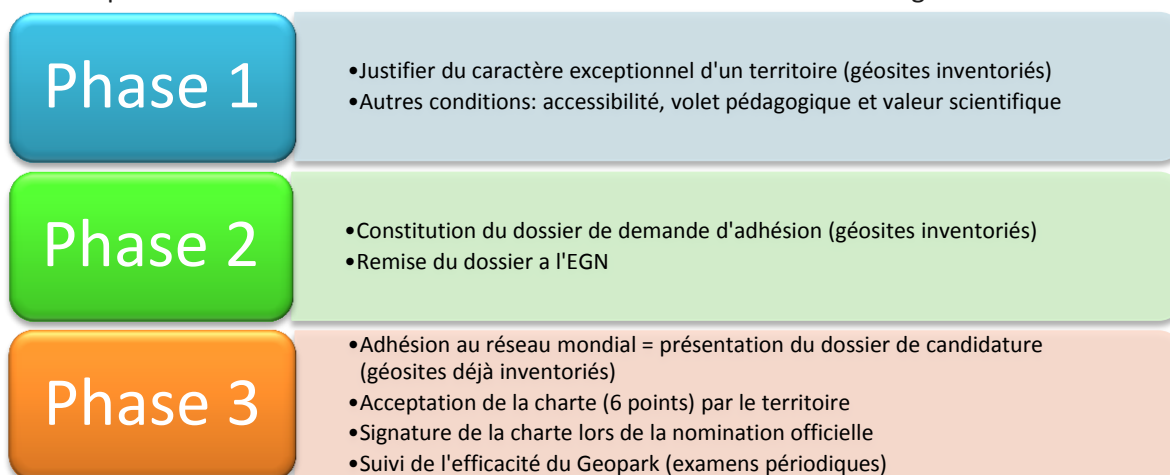 Phase 1
•Justifier du caractère exceptionnel d'un territoire (géosites inventoriés)
•Autres conditions: accessibilité, volet pédagogique et valeur scientifique
Phase 2
•Constitution du dossier de demande d'adhésion (géosites inventoriés)
•Remise du dossier a l'EGN
Phase 3
•Adhésion au réseau mondial = présentation du dossier de candidature
(géosites déjà inventoriés)
•Acceptation de la charte (6 points) par le territoire
•Signature de la charte lors de la nomination officielle
•Suivi de l'efficacité du Geopark (examens périodiques)